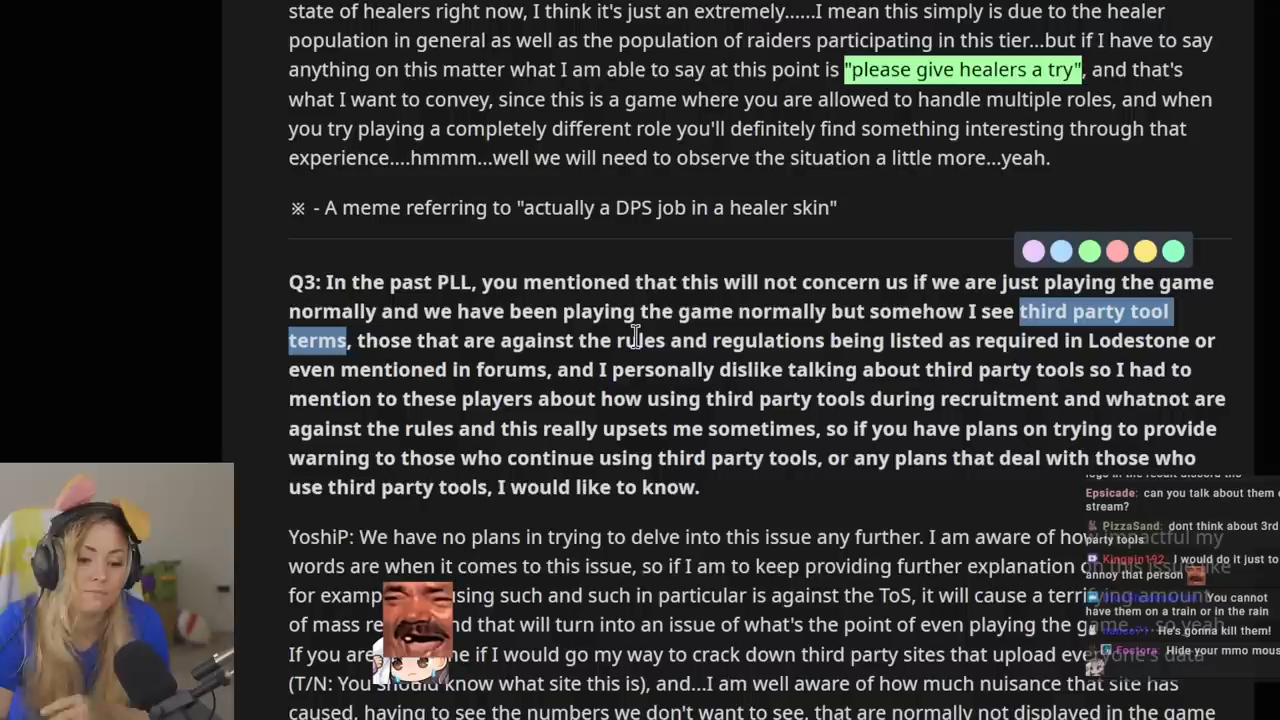 state of healers right now, I think it's just an extremely......I mean this simply is due to the healer
population in general as well as the population of raiders participating in this tier...but if I have to say
anything on this matter what I am able to say at this point is "please give healers a try", and that's
what I want to convey, since this is a game where you are allowed to handle multiple roles, and when
you try playing a completely different role you'll definitely find something interesting through that
experience....hmmm...well we will need to observe the situation a little more...yeah.
※ - A meme referring to "actually a DPS job in a healer skin"
Q3: In the past PLL, you mentioned that this will not concern us if we are just playing the game
normally and we have been playing the game normally but somehow I see third party tool
terms, those that are against the rules and regulations being listed as required in Lodestone or
even mentioned in forums, and I personally dislike talking about third party tools so I had to
mention to these players about how using third party tools during recruitment and whatnot are
against the rules and this really upsets me sometimes, so if you have plans on trying to provide
warning to those who continue using third party tools, or any plans that deal with those who
use third party tools, I would like to know.
YoshiP: We have no plans in trying to delve into this issue any further. I am aware of how impactful my
words are when it comes to this issue, so if I am to keep providing further explanation on this issue like
for examp using such and such in particular is against the ToS, it will cause a terrifying amount
of mass re nd that will turn into an issue of what's the point of even playing the game... so yeah
If you are me if I would go my way to crack down third party sites that upload everyone's data
(T/N: You should know what site this is), and...I am well aware of how much nuisance that site has
caused, having to see the numbers we don't want to see, that are normally not displayed in the game
Epsicade: can you talk about them on
stream?
PizzaSand: dont think about 3rd
party tools
Kingsin192: I would do it just to
annoy that person
You cannot
have them on a train or in the rain
He's gonna kill them!
Fostora: Hide your mmo mous